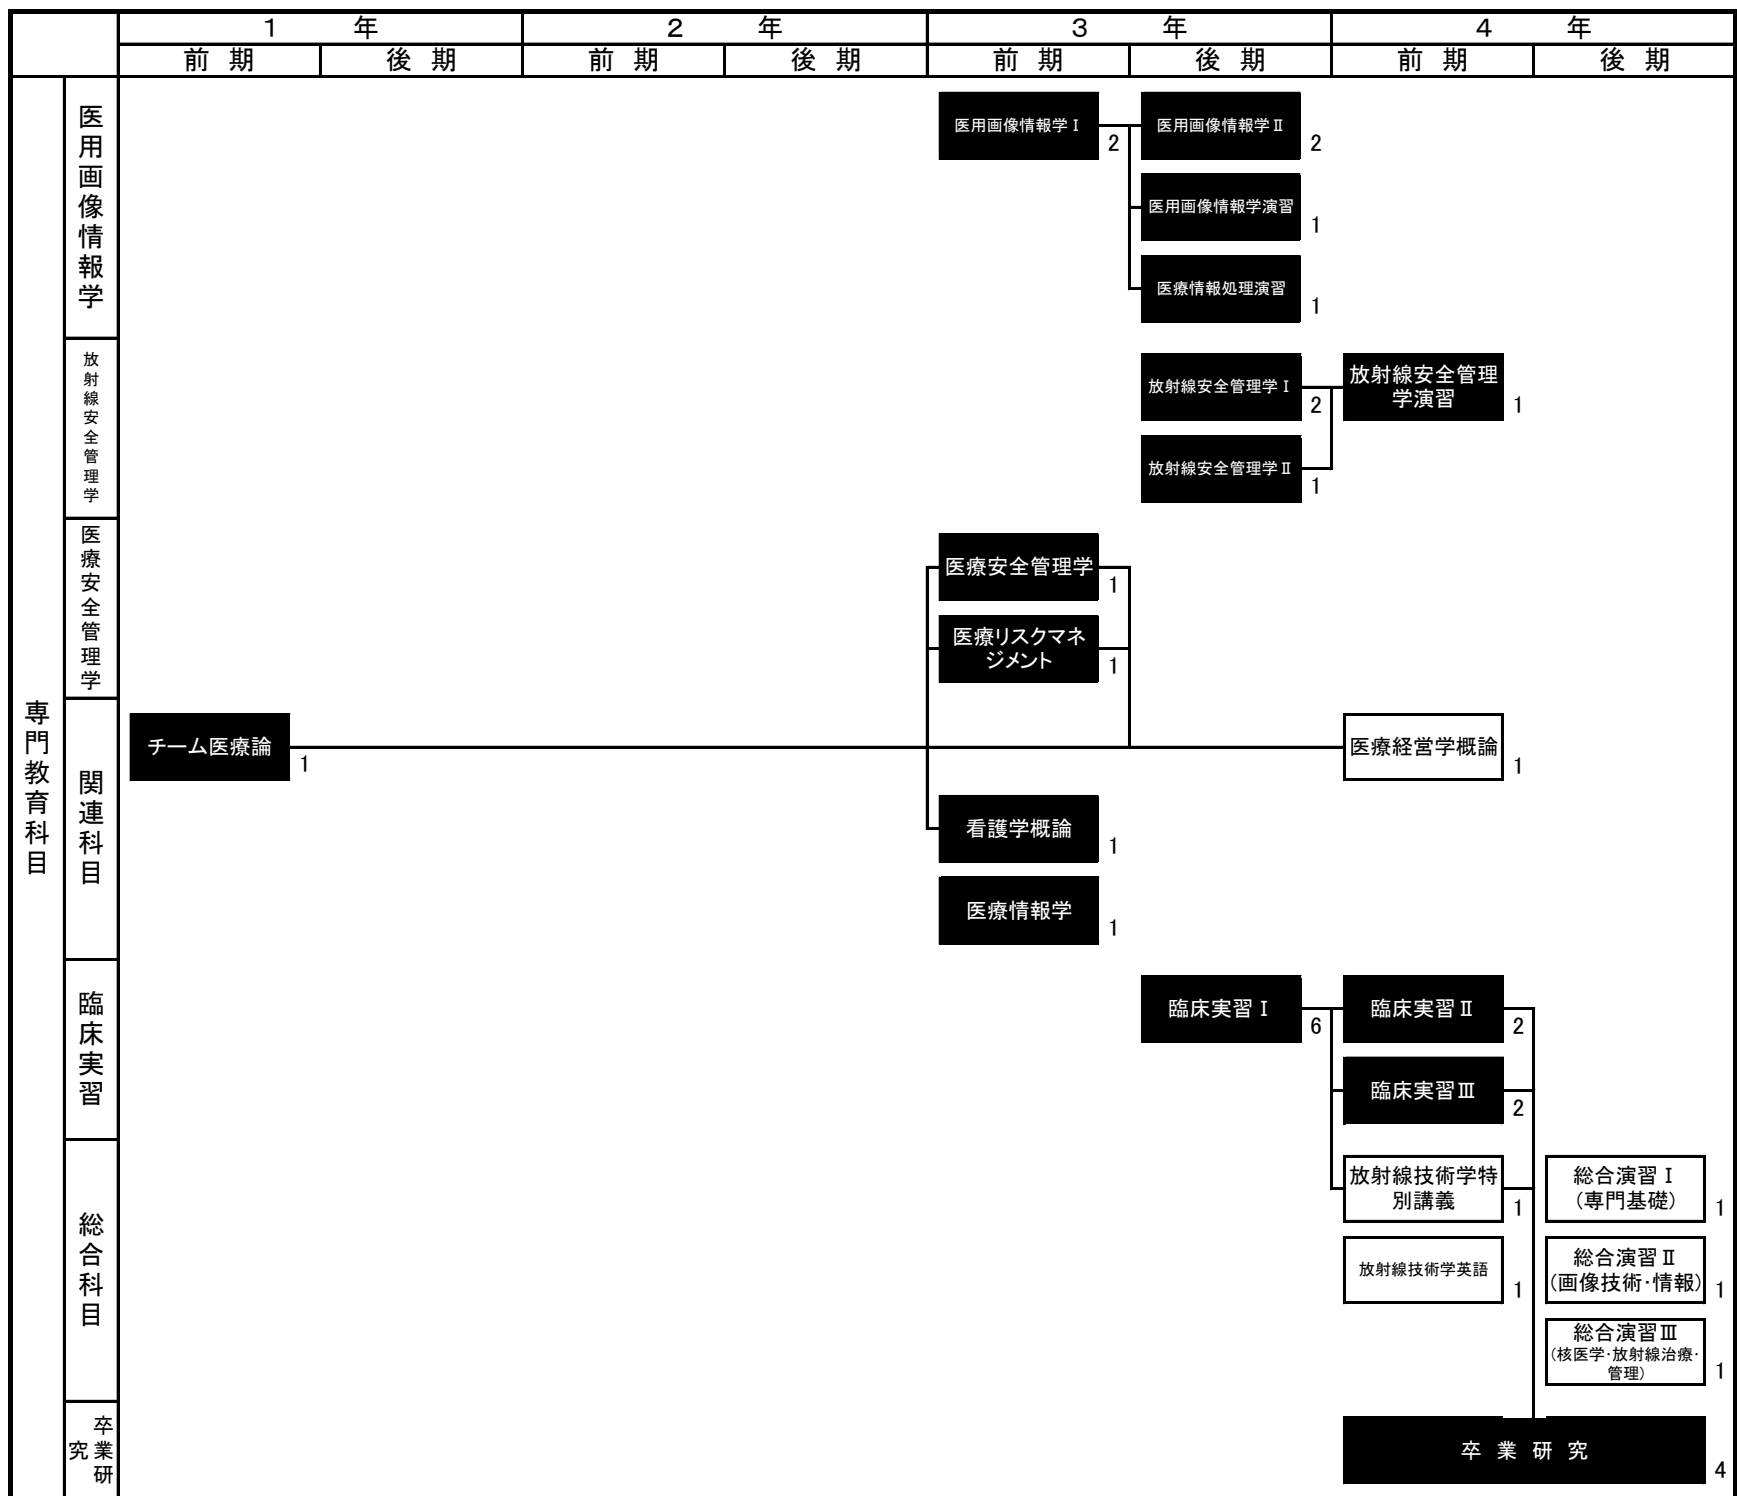 １　年
２　年
３　年
４　年
前 期
後 期
前 期
後 期
前 期
後 期
前 期
後 期
専門教育科目
医用画像情報学
医用画像情報学Ⅰ
2
医用画像情報学Ⅱ
2
医用画像情報学演習
1
医療情報処理演習
1
放射線安全管理学
放射線安全管理学Ⅰ
2
放射線安全管理
学演習
1
放射線安全管理学Ⅱ
1
医療安全管理学
医療安全管理学
1
医療リスクマネ
ジメント
1
関連科目
チーム医療論
1
医療経営学概論
1
看護学概論
1
医療情報学
1
臨床実習
臨床実習Ⅰ
6
臨床実習Ⅱ
2
臨床実習Ⅲ
2
総合科目
放射線技術学特
別講義
1
総合演習Ⅰ
（専門基礎）
1
放射線技術学英語
1
総合演習Ⅱ
（画像技術・情報）
1
総合演習Ⅲ
（核医学・放射線治療・
管理）
1
卒業研
究
卒 業 研 究
4